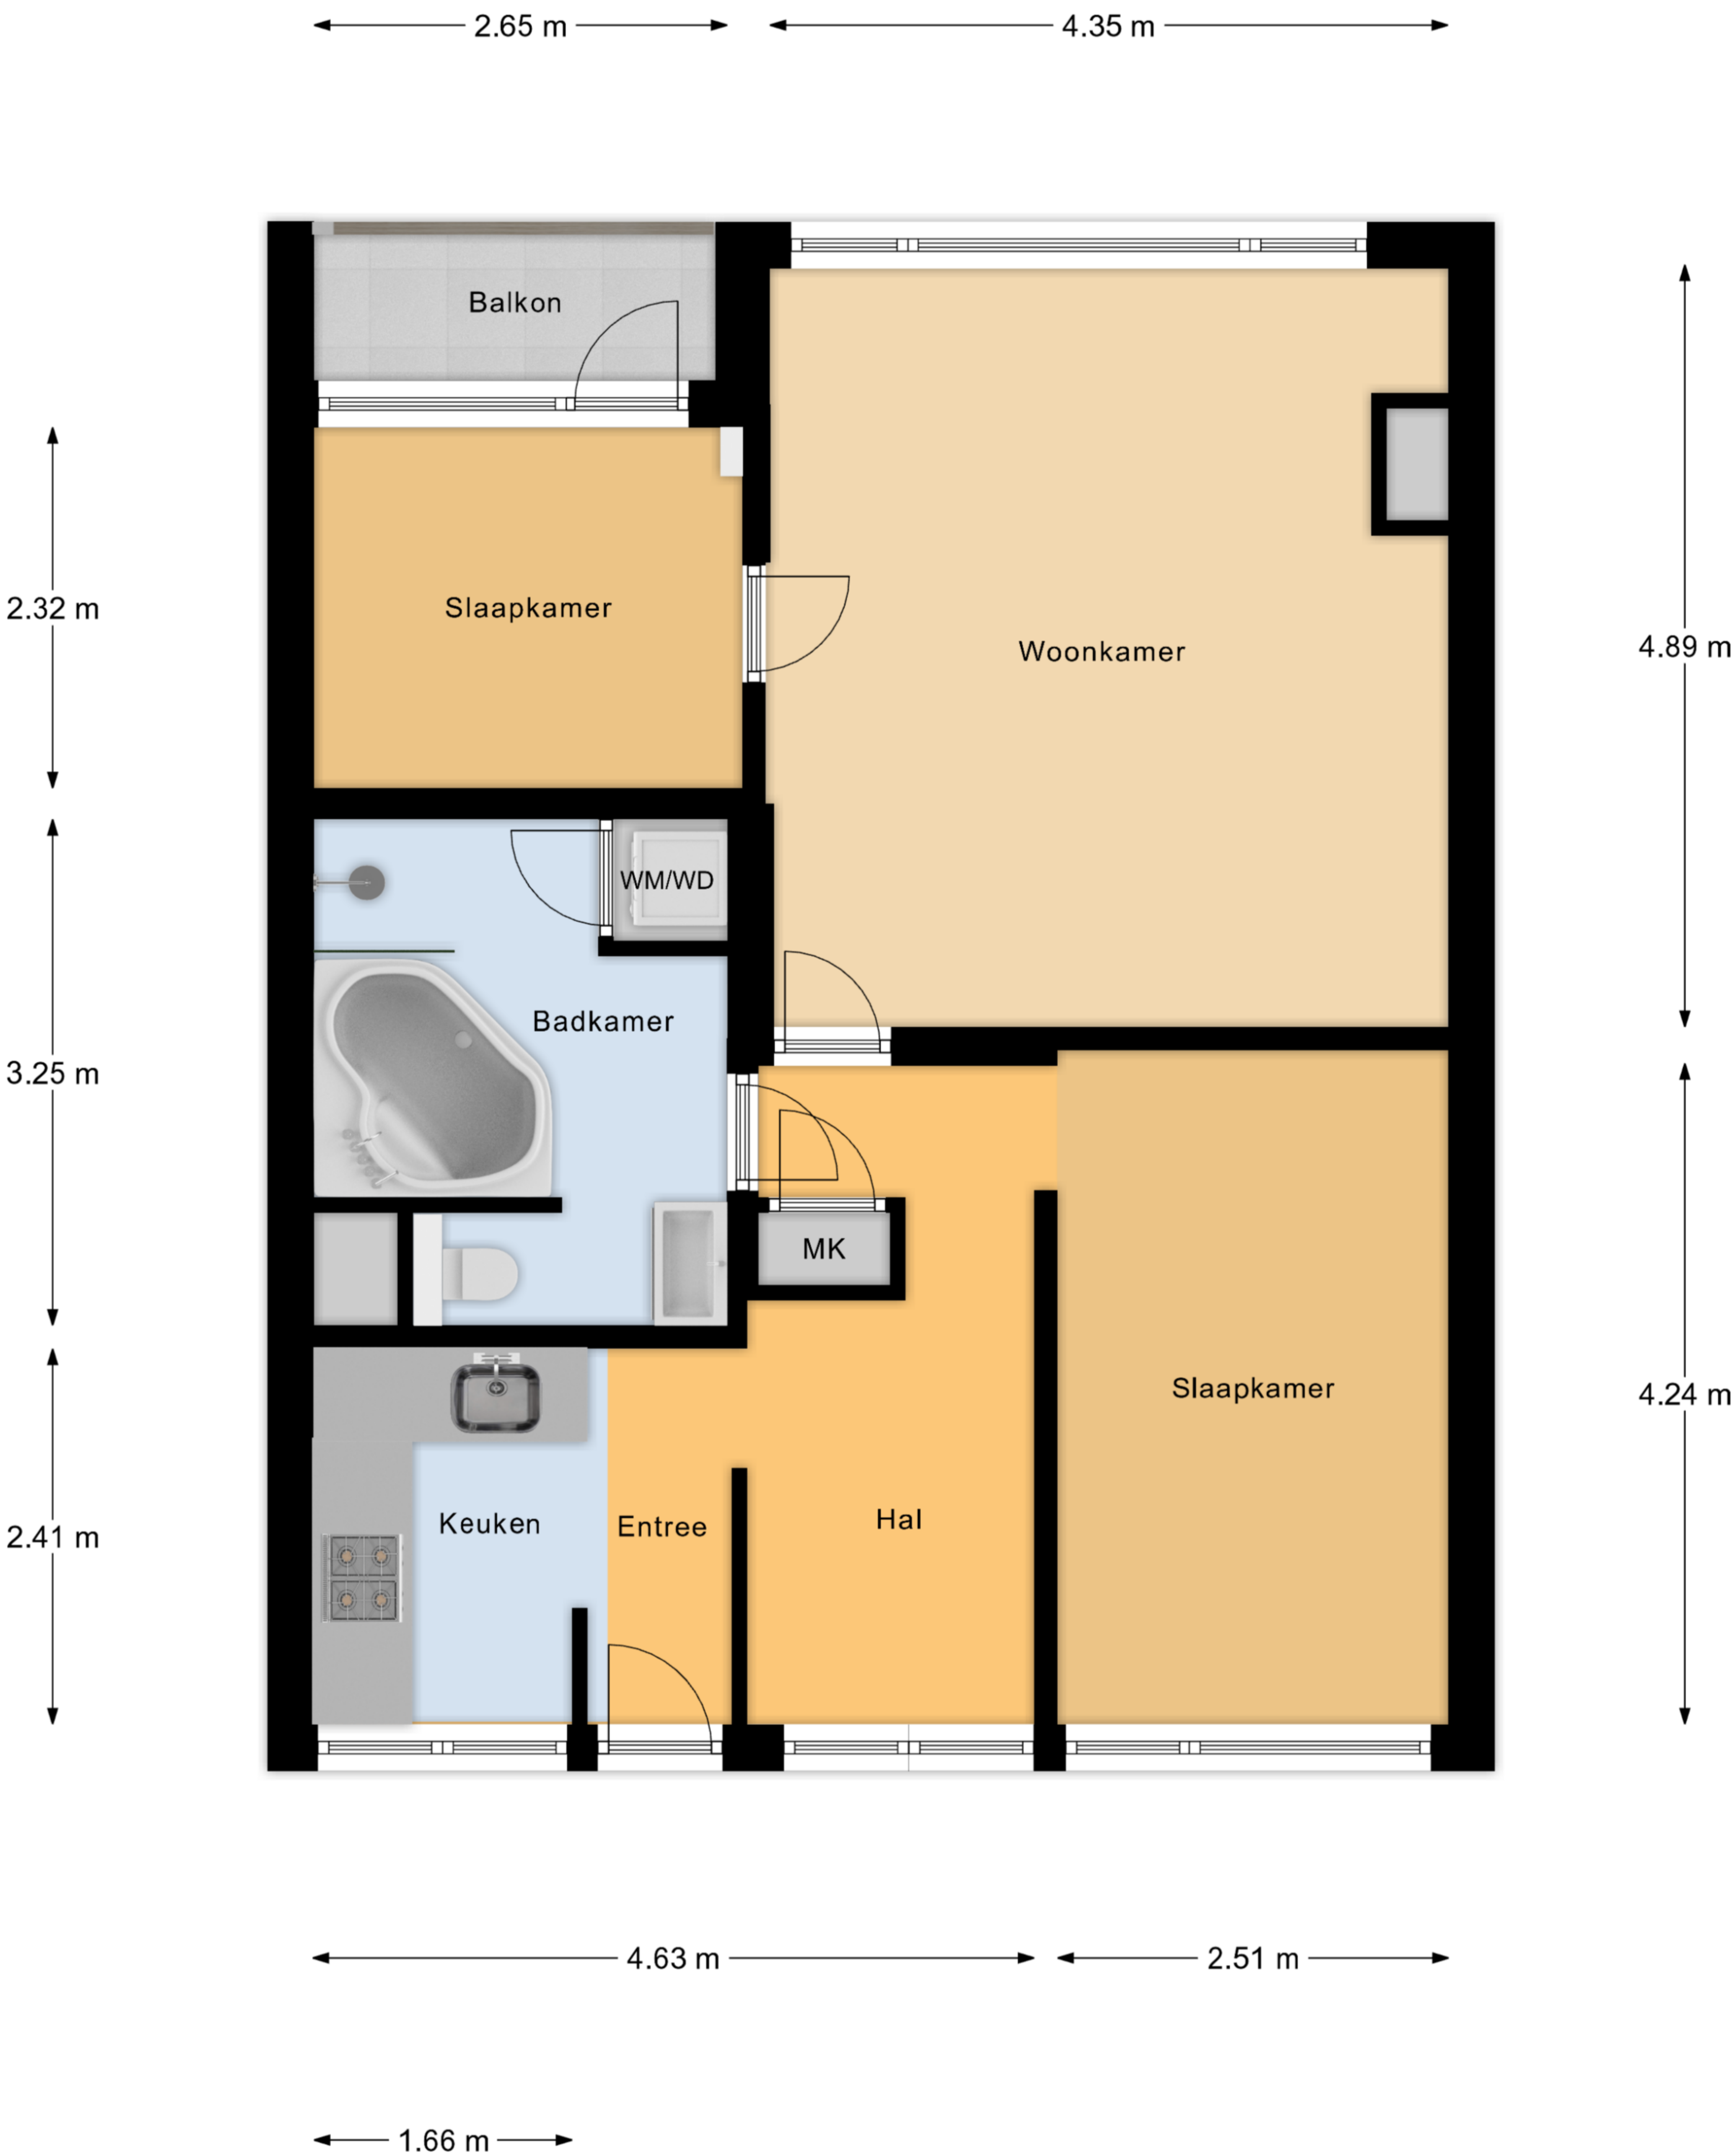 2.65 m
4.35 m
Balkon
2.32 m
Slaapkamer
Woonkamer
4.89 m
WM/WD
Badkamer
3.25 m
MK
Slaapkamer
4.24 m
Keuken
Entree
Hal
2.41 m
4.63 m
2.51 m
1.66 m